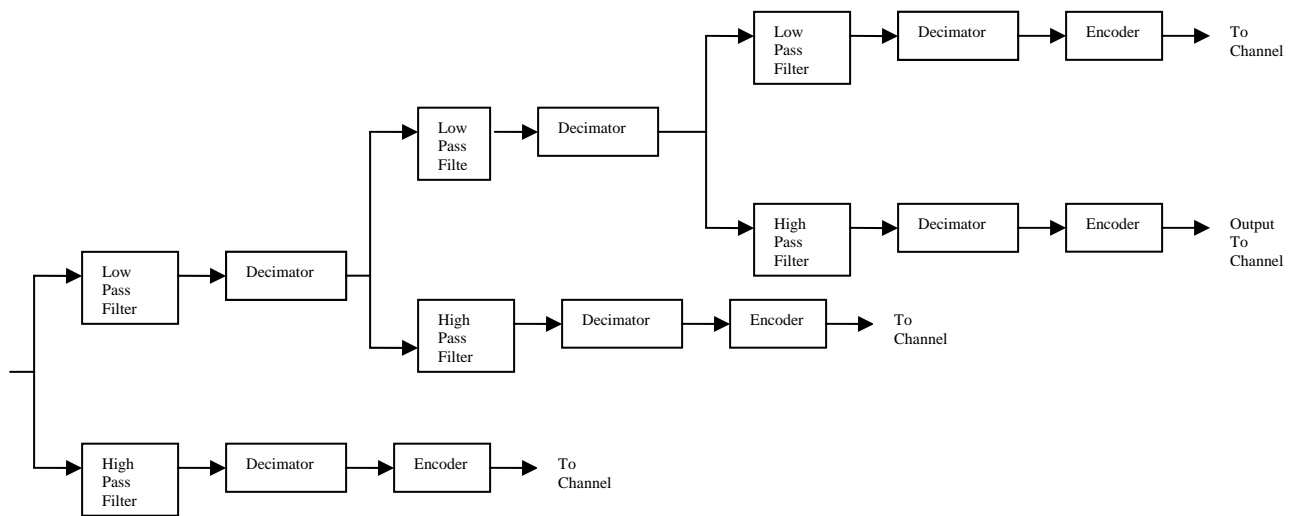 Low
Pass
Filter
Decimator
Encoder
To
Channel
Low
Pass
Filte
Decimator
High
Pass
Filter
Decimator
Encoder
Output
To
Channel
Low
Pass
Filter
Decimator
High
Pass
Filter
Decimator
Encoder
To
Channel
High
Pass
Filter
Decimator
Encoder
To
Channel